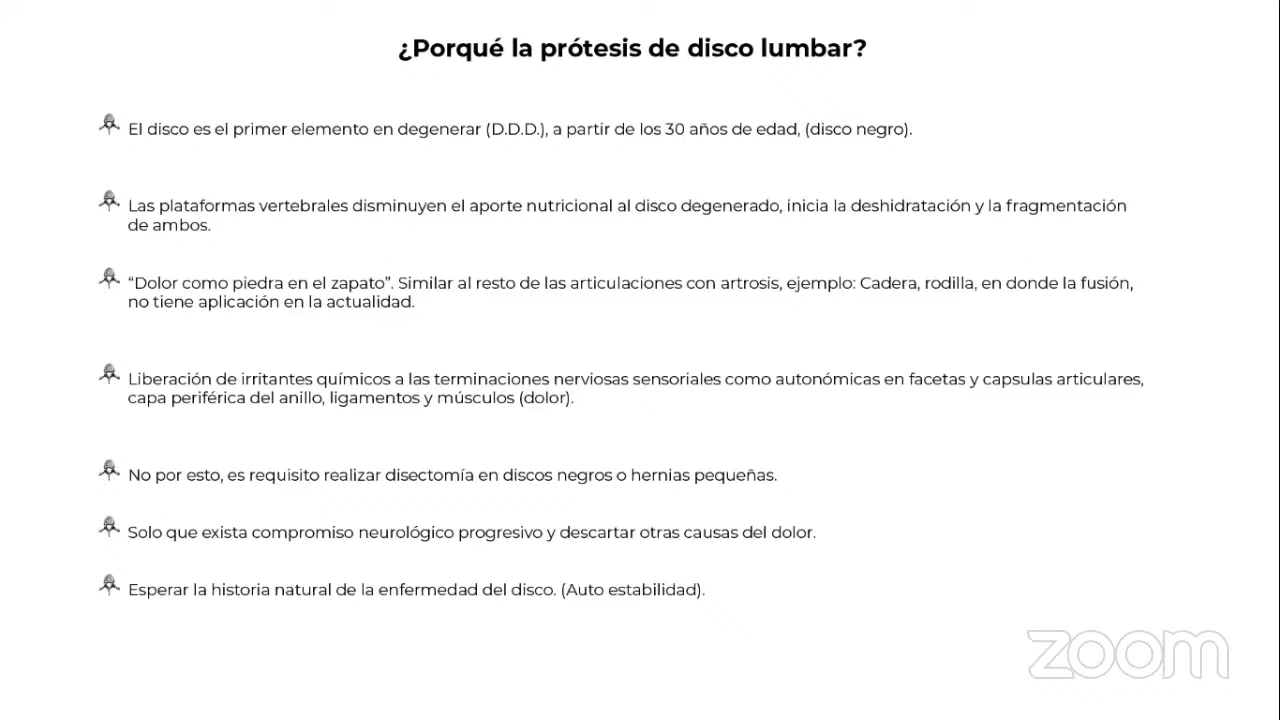 ¿Porqué la prótesis de disco lumbar?
El disco es el primer elemento en degenerar (D.D.D.), a partir de los 30 años de edad, (disco negro).
Las plataformas vertebrales disminuyen el aporte nutricional al disco degenerado, inicia la deshidratación y la fragmentación
de ambos.
“Dolor como piedra en el zapato”. Similar al resto de las articulaciones con artrosis, ejemplo: Cadera, rodilla, en donde la fusión,
no tiene aplicación en la actualidad.
Liberación de irritantes químicos a las terminaciones nerviosas sensoriales como autonómicas en facetas y capsulas articulares,
capa periférica del anillo, ligamentos y músculos (dolor).
No por esto, es requisito realizar disectomía en discos negros o hernias pequeñas.
Solo que exista compromiso neurológico progresivo y descartar otras causas del dolor.
Esperar la historia natural de la enfermedad del disco. (Auto estabilidad).
zoom